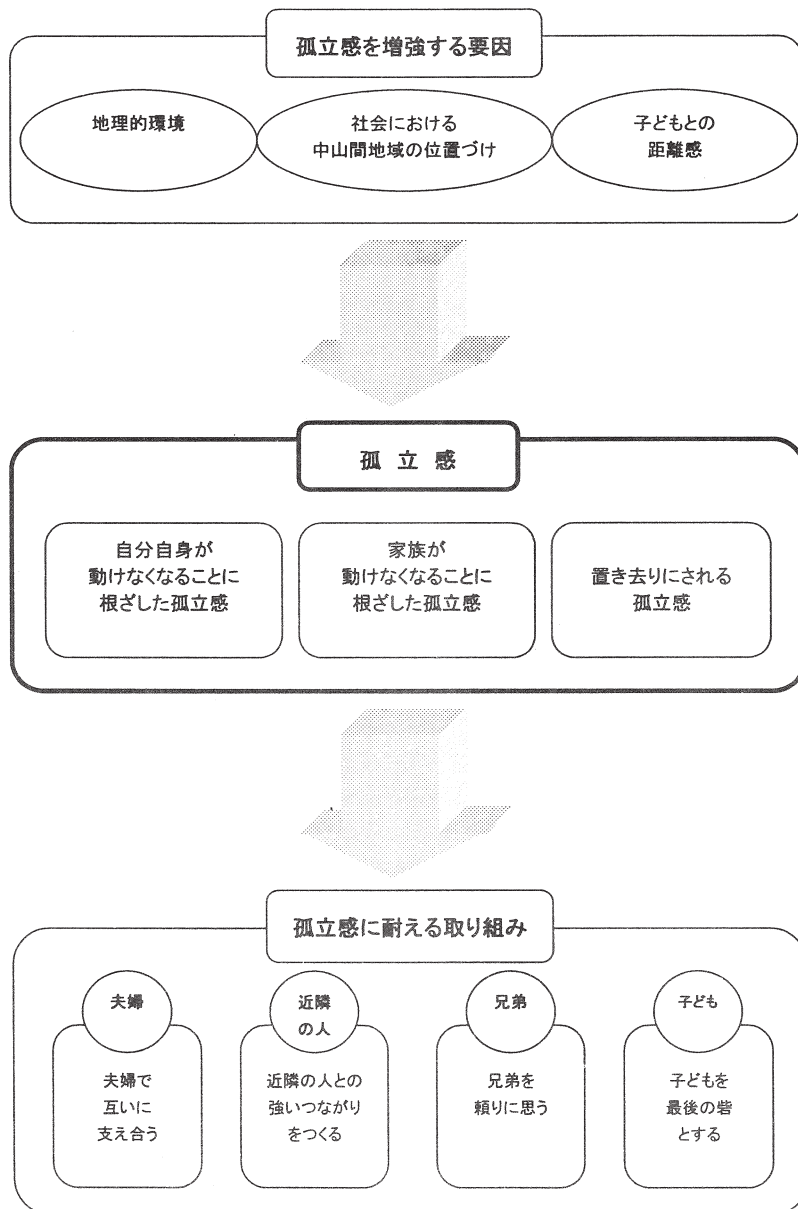 孤立感を増強する要因
地理的環境
社会における
中山間地域の位置づけ
子どもとの
距離感
孤立感
自分自身が
動けなくなることに
根ざした孤立感
家族が
動けなくなることに
根ざした孤立感
置き去りにされる
孤立感
孤立感に耐える取り組み
夫婦
夫婦で
互いに
支え合う
近隣
の人
近隣の人との
強いつながり
をつくる
兄弟
兄弟を
頼りに思う
子ども
子どもを
最後の砦
とする